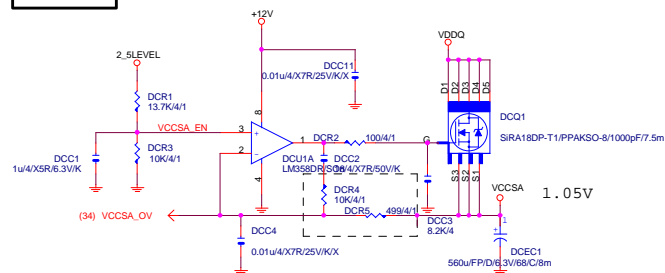 +12V
VDDQ
2_5LEVEL
DCC11
0.01u/4/X7R/25V/K/X
D1
D2
D3
D4
D5
DCR1
13.7K/4/1
8
DCQ1
VCCSA_EN
3
+
1
DCR2
100/4/1
G
SiRA18DP-T1/PPAKSO-8/1000pF/7.5m
DCC1
1u/4/X5R/6.3V/K
DCR3
10K/4/1
2
DCU1A
LM358DR/SO8
DCC2
/4/X7R/50V/K
4
S3
S2
S1
VCCSA
1.05V
DCR4
10K/4/1
(34) VCCSA_OV
DCR5
499/4/1
DCC3
8.2K/4
1
+
DCC4
0.01u/4/X7R/25V/K/X
DCEC1
560u/FP/D/6.3V/68/C/8m